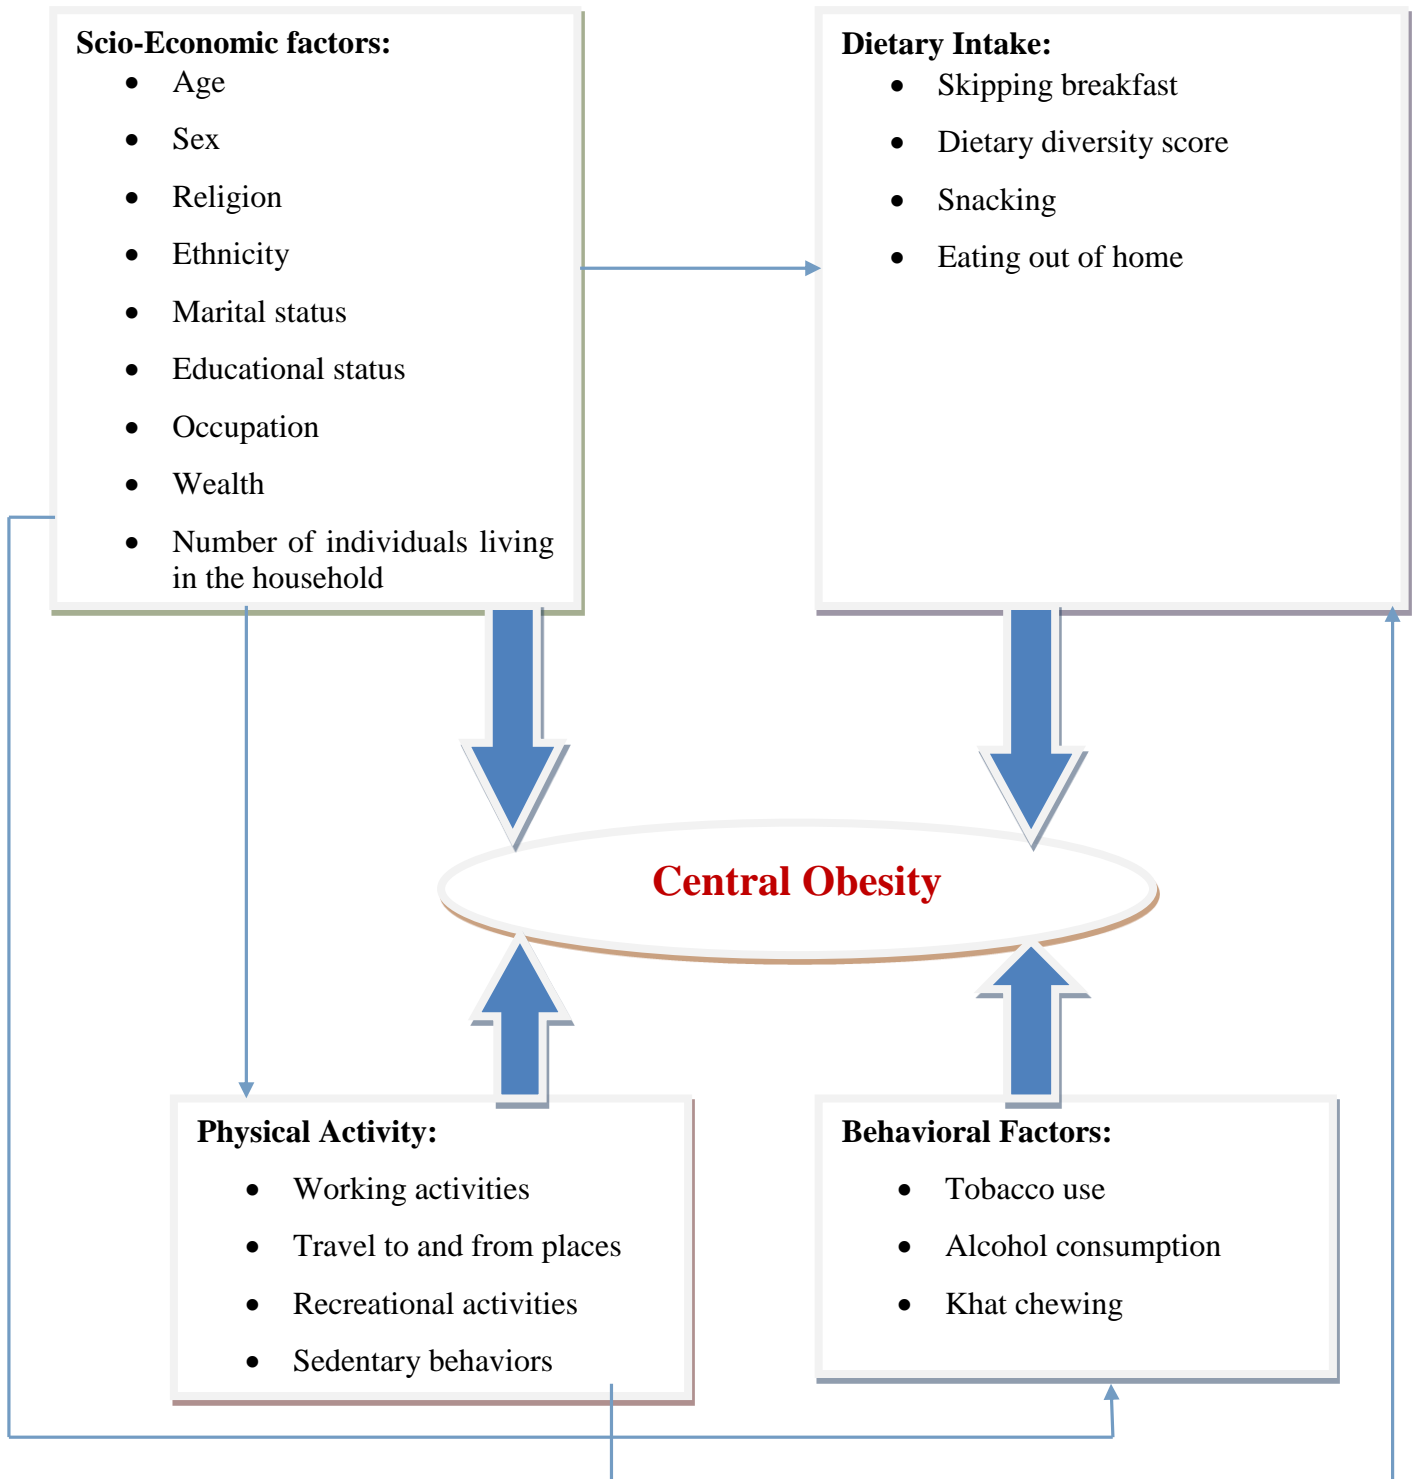 Scio-Economic factors:
• Age
• Sex
• Religion
• Ethnicity
• Marital status
• Educational status
• Occupation
• Wealth
• Number of individuals living
in the household
Dietary Intake:
• Skipping breakfast
• Dietary diversity score
• Snacking
• Eating out of home
Central Obesity
Physical Activity:
• Working activities
• Travel to and from places
• Recreational activities
• Sedentary behaviors
Behavioral Factors:
• Tobacco use
• Alcohol consumption
• Khat chewing